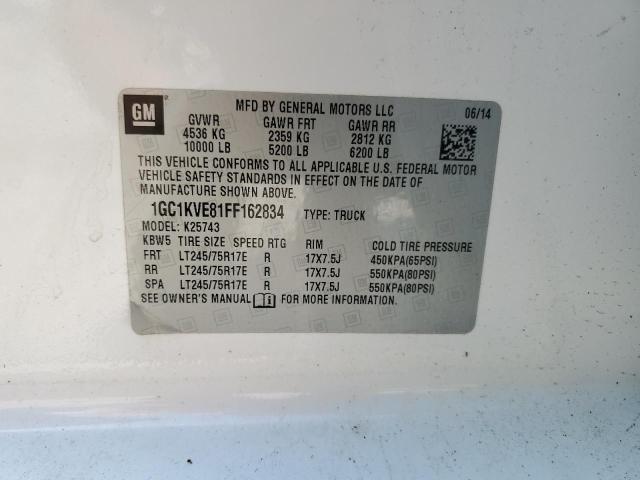 GM
MFD BY GENERAL MOTORS LLC 06/14
GVWR GAWR FRT GAWR RR
4536 KG 2359 KG 2812 KG
10000 LB 5200 LB 6200 LB
THIS VEHICLE CONFORMS TO ALL APPLICABLE U.S. FEDERAL MOTOR
VEHICLE SAFETY STANDARDS IN EFFECT ON THE DATE OF
MANUFACTURE SHOWN ABOVE.
1GC1KVE81FF162834 TYPE: TRUCK
MODEL: K25743
KBW5 TIRE SIZE SPEED RTG RIM COLD TIRE PRESSURE
FRT LT245/75R17E R 17X7.5J 450KPA(65PSI)
RR LT245/75R17E R 17X7.5J 550KPA(80PSI)
SPA LT245/75R17E R 17X7.5J 550KPA(80PSI)
SEE OWNER'S MANUAL FOR MORE INFORMATION.